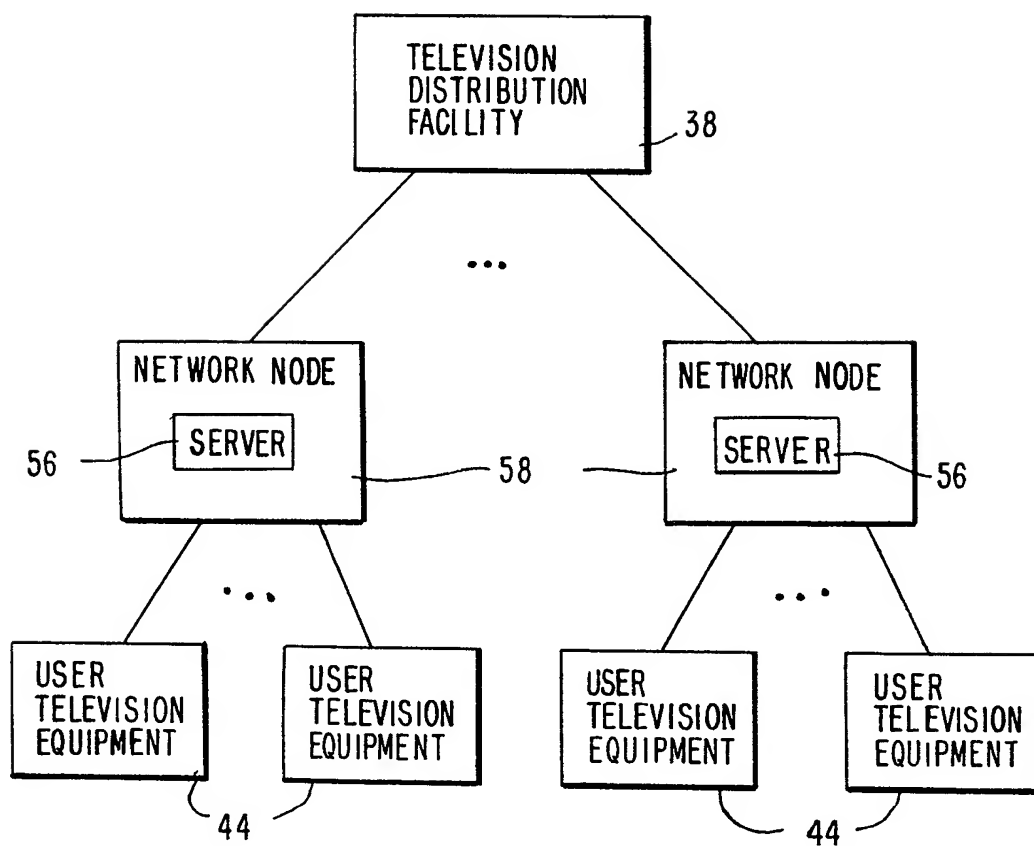 TELEVISION
DISTRIBUTION
FACILITY
38
...
NETWORK NODE
SERVER
56
58
NETWORK NODE
SERVER
56
...
...
USER
TELEVISION
EQUIPMENT
USER
TELEVISION
EQUIPMENT
44
USER
TELEVISION
EQUIPMENT
USER
TELEVISION
EQUIPMENT
44